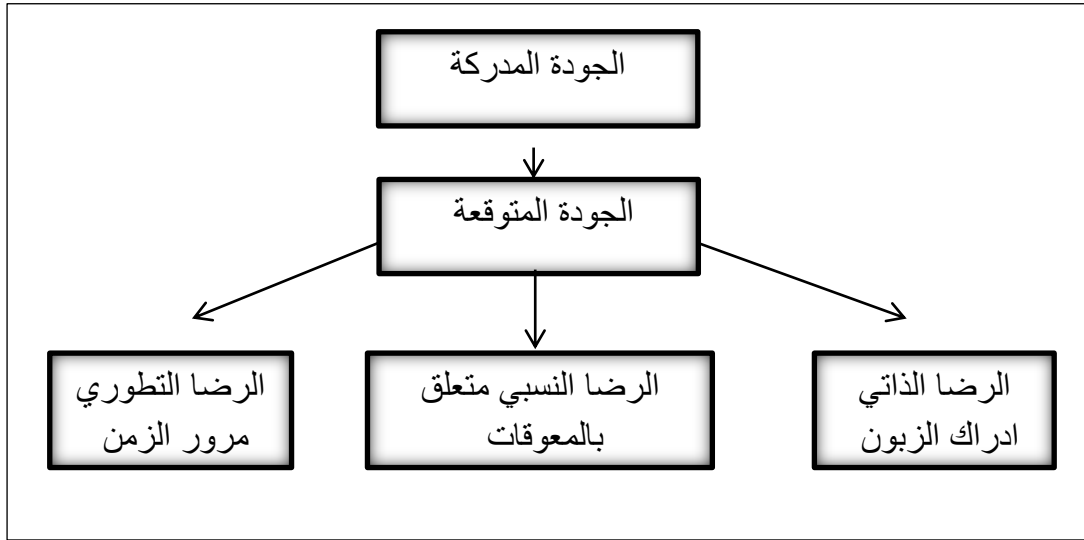 الجودة المدركة
الجودة المتوقعة
الرضا الذاتي
ادراك الزبون
الرضا النسبي متعلق
بالمعوقات
الرضا التطوري
مرور الزمن